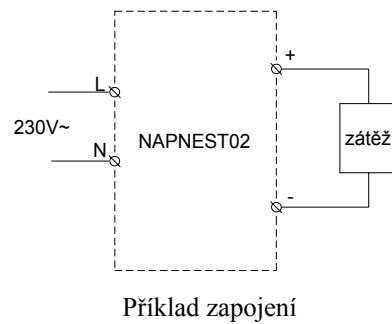 +
L
230V~
N
NAPNEST02
zátěž
-
Příklad zapojení